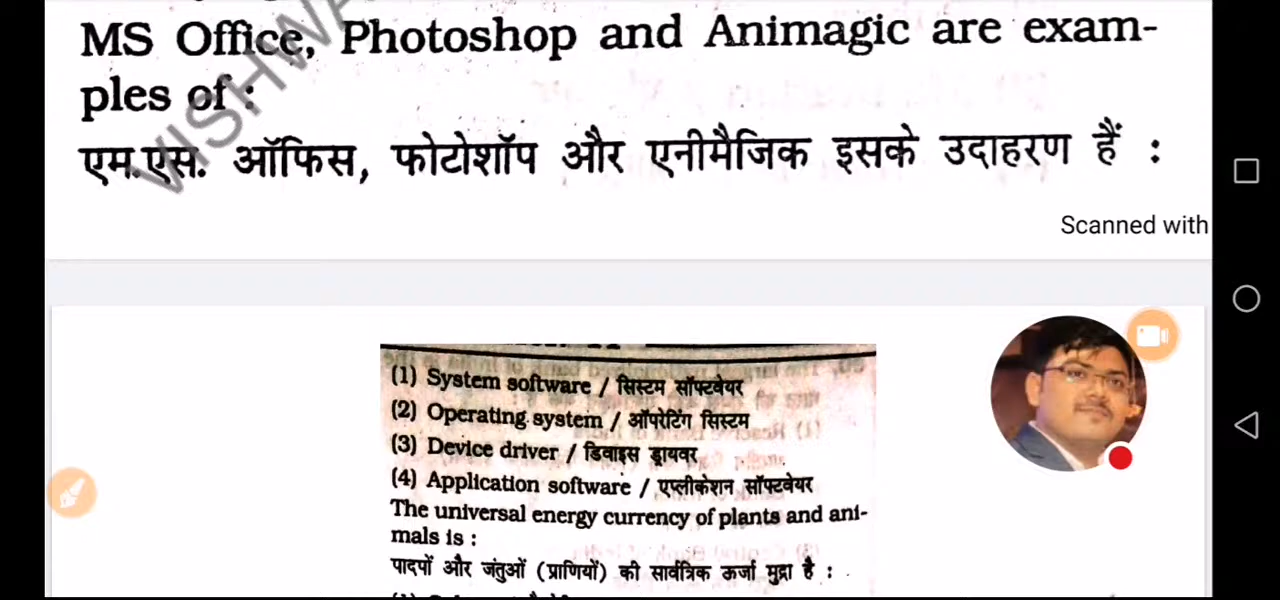 MS Office, Photoshop and Animagic are exam-
ples of :
एम.एस. ऑफिस, फोटोशॉप और एनीमैजिक इसके उदाहरण हैं :
Scanned with
(1) System software / सिस्टम सॉफ्टवेयर
(2) Operating system / ऑपरेटिंग सिस्टम
(3) Device driver / डिवाइस ड्रायवर
(4) Application software / एप्लीकेशन सॉफ्टवेयर
The universal energy currency of plants and ani-
mals is :
पादपों और जंतुओं (प्राणियों) की सार्वत्रिक ऊर्जा मुद्रा है :